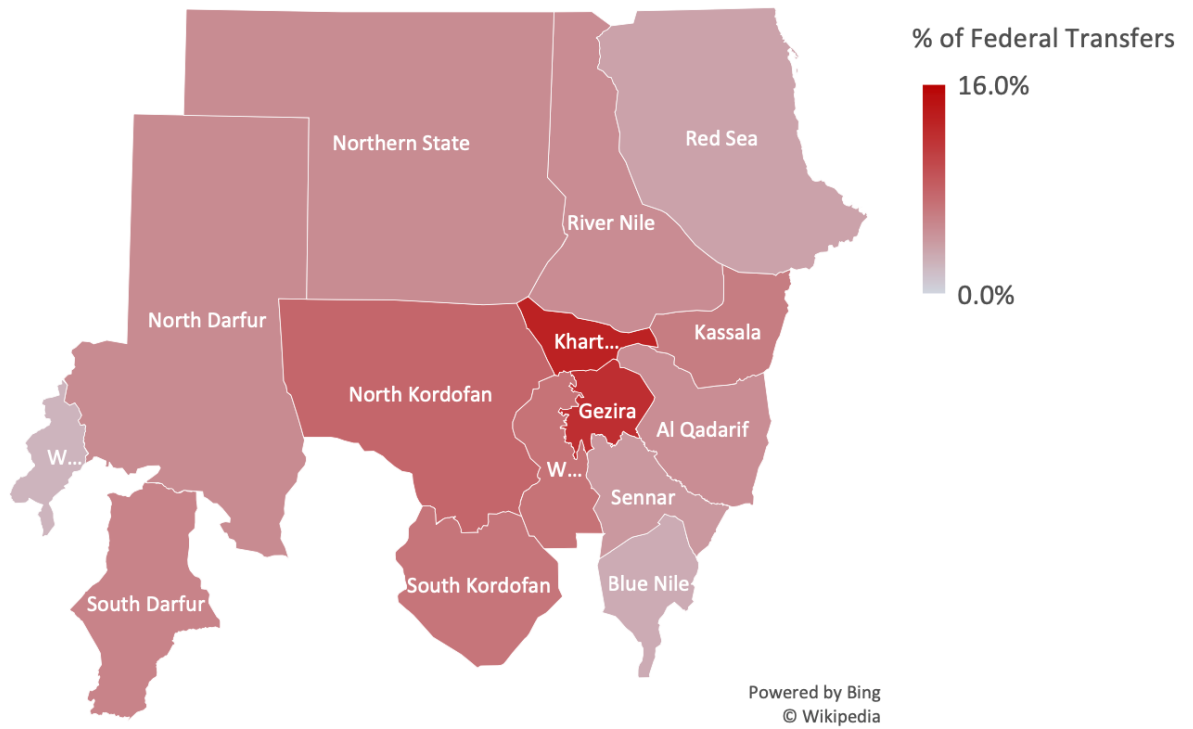 % of Federal Transfers
16.0%
0.0%
Northern State
Red Sea
River Nile
North Darfur
Kassala
Khart...
North Kordofan
Gezira
Al Qadarif
W...
W...
Sennar
South Kordofan
Blue Nile
South Darfur
Powered by Bing
© Wikipedia